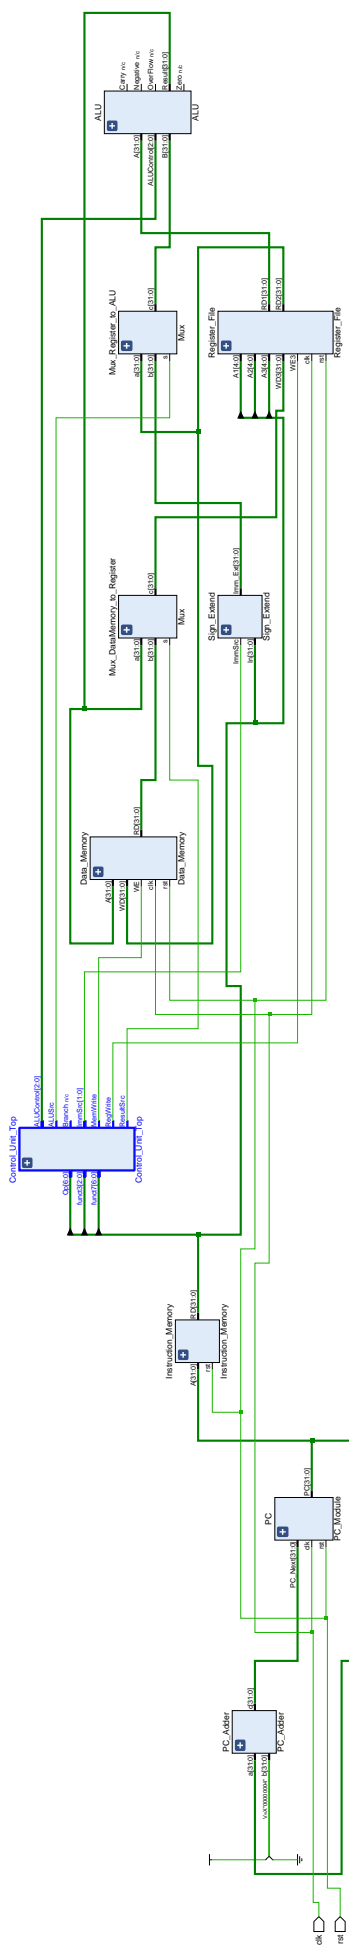 clk
rst
PC_Adder
a[31:0]
b[31:0]
c[31:0]
PC_Adder
PC
PC_Next[31:0]
clk
rst
PC[31:0]
PC_Module
Instruction_Memory
A[31:0]
rst
RD[31:0]
Instruction_Memory
Control_Unit_Top
Op[6:0]
funct3[2:0]
funct7[6:0]
ALUControl[2:0]
ALUSrc
Branch n/c
ImmSrc[1:0]
MemWrite
RegWrite
ResultSrc
Control_Unit_Top
Data_Memory
A[31:0]
WD[31:0]
WE
clk
rst
RD[31:0]
Data_Memory
Mux_DataMemory_to_Register
a[31:0]
b[31:0]
s
c[31:0]
Mux
Sign_Extend
ImmSrc
In[31:0]
Imm_Ext[31:0]
Sign_Extend
Mux_Register_to_ALU
a[31:0]
b[31:0]
s
c[31:0]
Mux
Register_File
A1[4:0]
A2[4:0]
A3[4:0]
WD3[31:0]
WE3
clk
rst
RD1[31:0]
RD2[31:0]
Register_File
ALU
A[31:0]
ALUControl[2:0]
B[31:0]
Carry n/c
Negative n/c
OverFlow n/c
Result[31:0]
Zero n/c
ALU